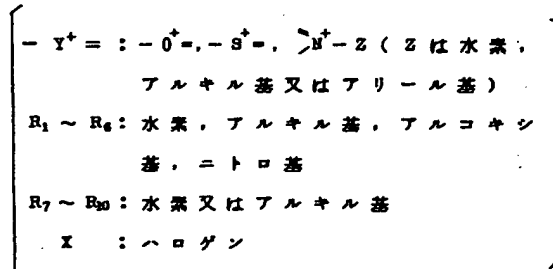 - Y⁺ = : - O⁺ =, - S⁺ =, >N⁺ - Z ( Z は 水 素 ,
アルキル基又はアリール基)
R₁ ~ R₆ : 水素,アルキル基,アルコキシ
基,ニトロ基
R₇ ~ R₂₀ : 水素又はアルキル基
X : ハロゲン